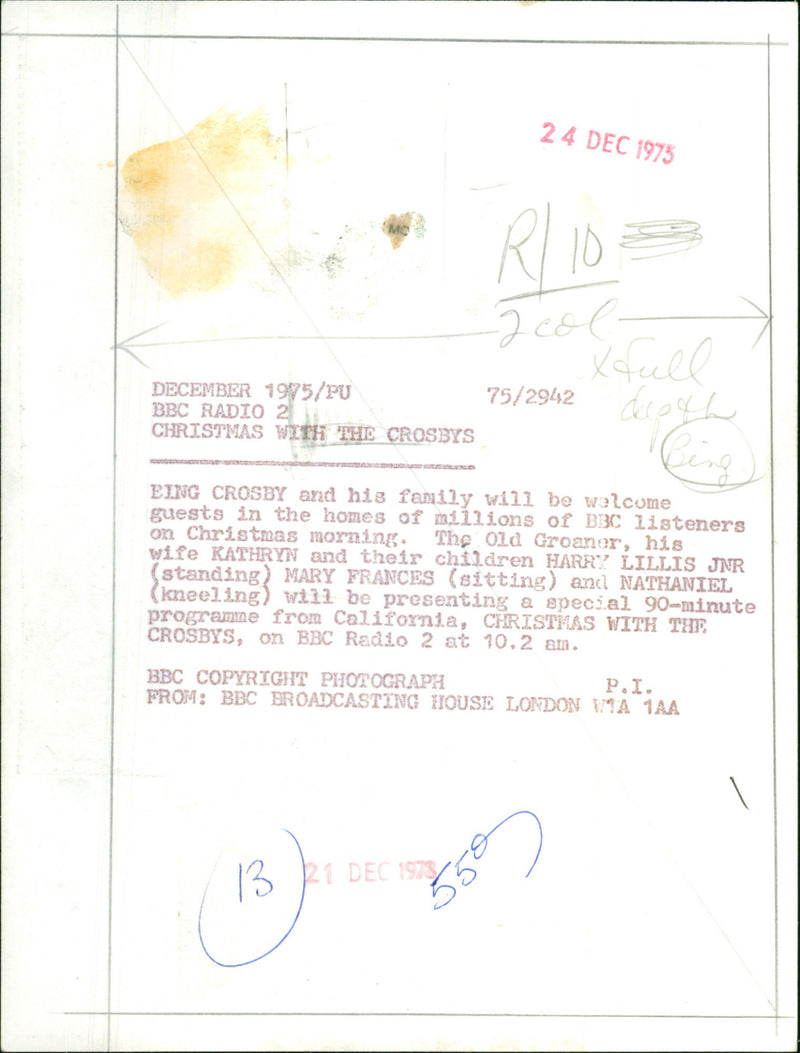 24 DEC 1975
MC
R/10
2 col
x full
depth
Bing
DECEMBER 1975/PU 75/2942
BBC RADIO 2
CHRISTMAS WITH THE CROSBYS
BING CROSBY and his family will be welcome
guests in the homes of millions of BBC listeners
on Christmas morning. The Old Groaner, his
wife KATHRYN and their children HARRY LILLIS JNR
(standing) MARY FRANCES (sitting) and NATHANIEL
(kneeling) will be presenting a special 90-minute
programme from California, CHRISTMAS WITH THE
CROSBYS, on BBC Radio 2 at 10.2 am.
BBC COPYRIGHT PHOTOGRAPH P.I.
FROM: BBC BROADCASTING HOUSE LONDON W1A 1AA
13
21 DEC 1978
550